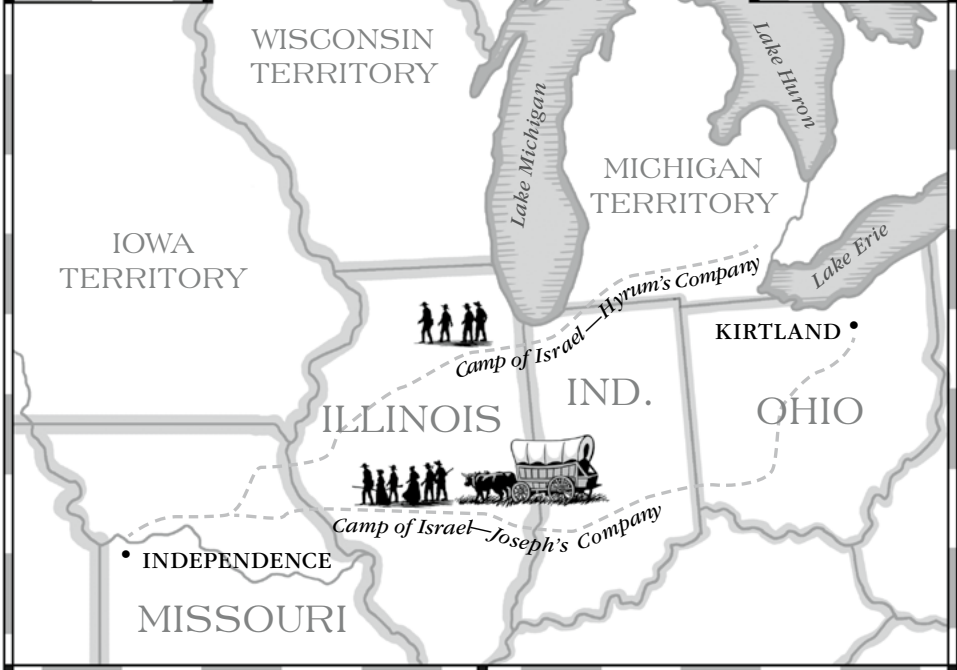 WISCONSIN
TERRITORY
Lake Michigan
Lake Huron
MICHIGAN
TERRITORY
IOWA
TERRITORY
Lake Erie
Camp of Israel—Hyrum's Company
KIRTLAND
IND.
ILLINOIS
OHIO
Camp of Israel—Joseph's Company
INDEPENDENCE
MISSOURI